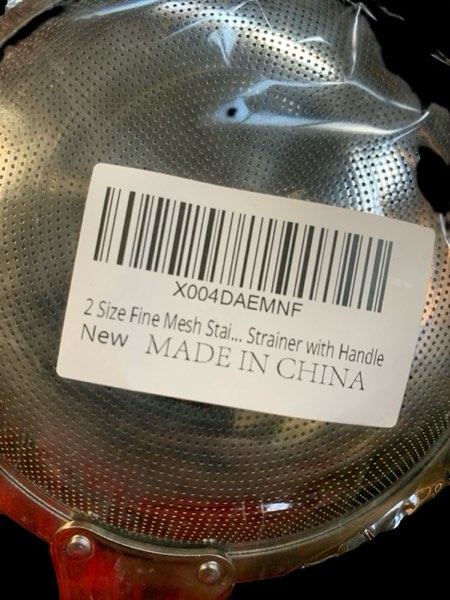 X004DAEMNF
2 Size Fine Mesh Stai... Strainer with Handle
New MADE IN CHINA